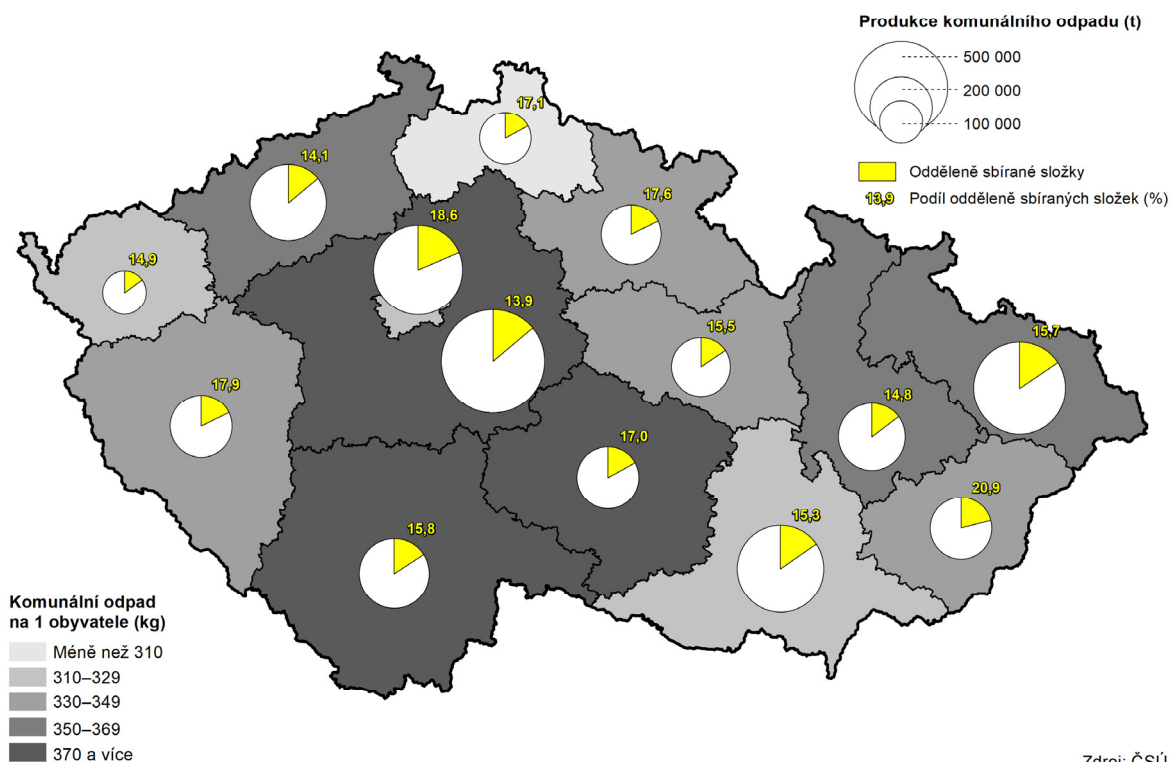 Produkce komunálního odpadu (t)
500 000
200 000
100 000
Odděleně sbírané složky
13,9 Podíl odděleně sbíraných složek (%)
17,1
14,1
17,6
18,6
14,9
13,9
15,5
15,7
17,9
14,8
17,0
20,9
15,3
15,8
Komunální odpad
na 1 obyvatele (kg)
Méně než 310
310–329
330–349
350–369
370 a více
Zdroj: ČSÚ